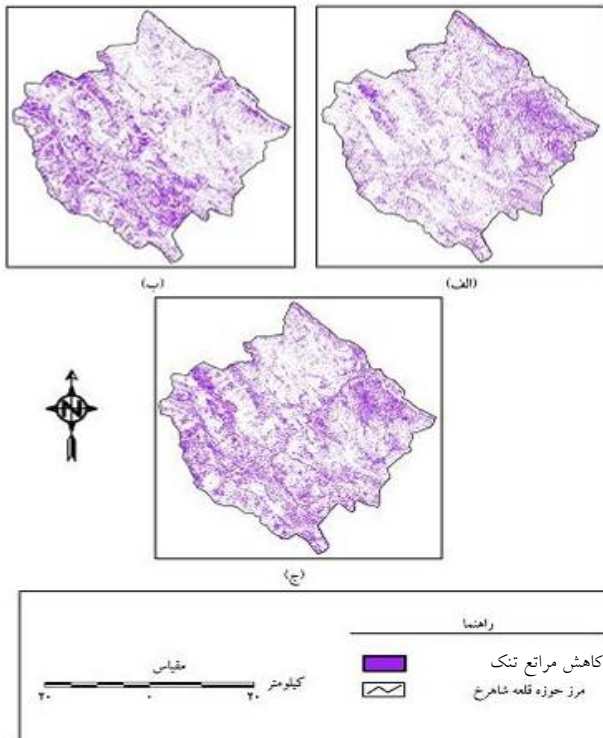 (الف)
(ب)
(ج)
N
راهنما
کاهش مراتع تنک
مرز حوزه قلعه شاهرخ
مقیاس
کیلومتر
۲۰ ۰ ۲۰